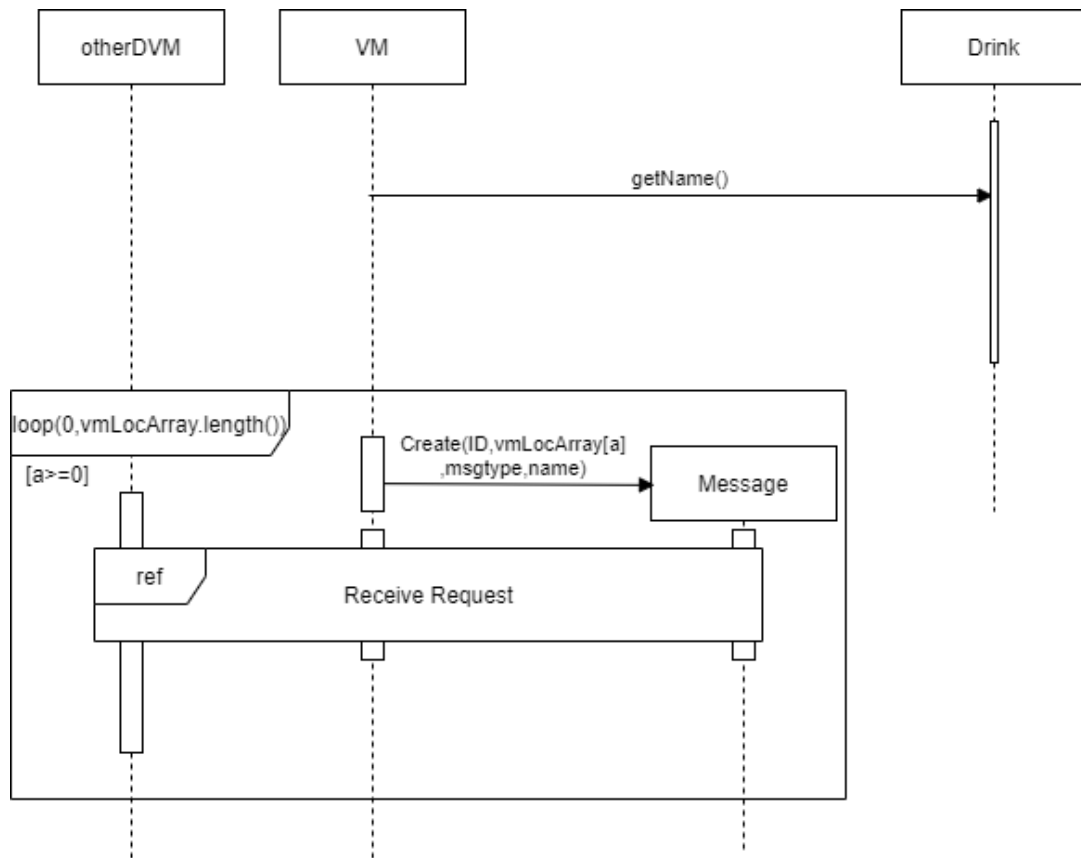 otherDVM
VM
Drink
getName()
loop(0,vmLocArray.length())
[a>=0]
Create(ID,vmLocArray[a]
,msgtype,name)
Message
ref
Receive Request